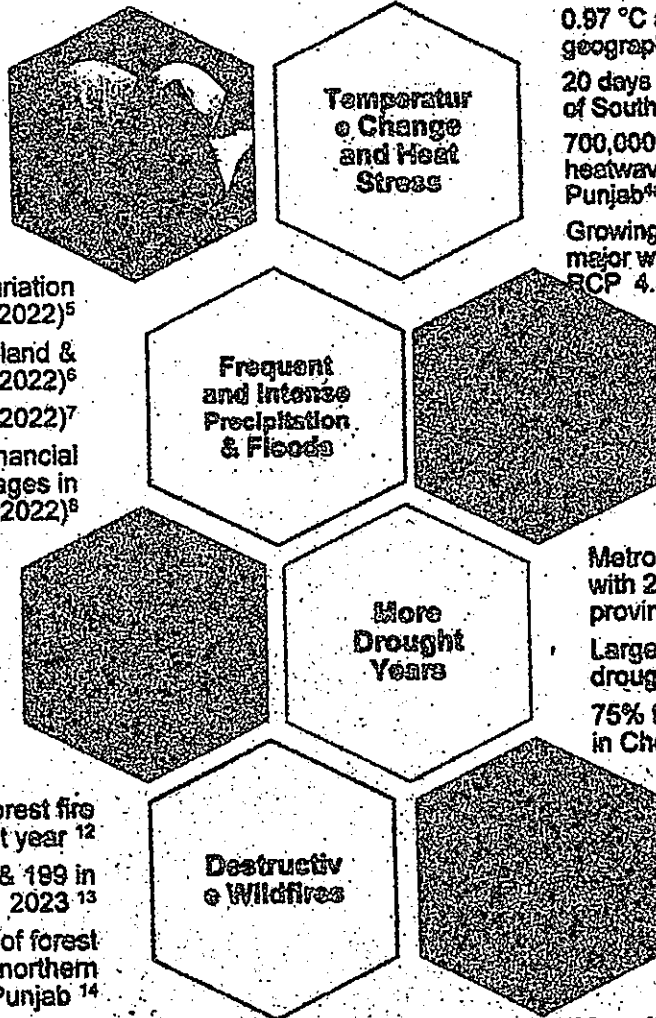 0.97 °C
geograp
20 days
of South
700,000
heatwav
Punjab
Growing
major w
RCP 4.
Temperatur
e Change
and Heat
Stress
riation
2022)⁵
land &
2022)⁶
2022)⁷
nancial
ages in
2022)⁸
Frequent
and Intense
Precipitation
& Floods
Metro
with 2
provin
Large
droug
75%
in Ch
More
Drought
Years
orest fire
t year ¹²
& 199 in
2023 ¹³
of forest
northern
Punjab ¹⁴
Destructiv
e Wildfires